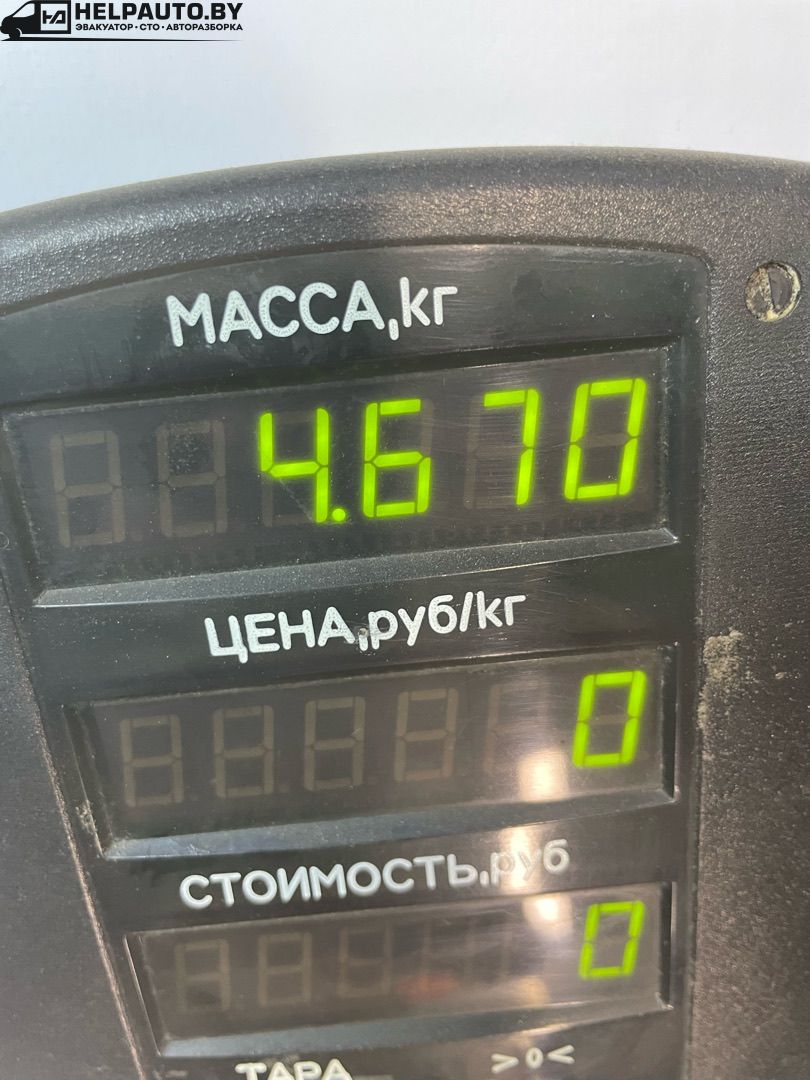 HELPAUTO.BY
ЭВАКУАТОР • СТО • АВТОРАЗБОРКА
МАССА,кг
4.670
ЦЕНА,руб/кг
0
СТОИМОСТЬ,руб
0
ТАРА >0<